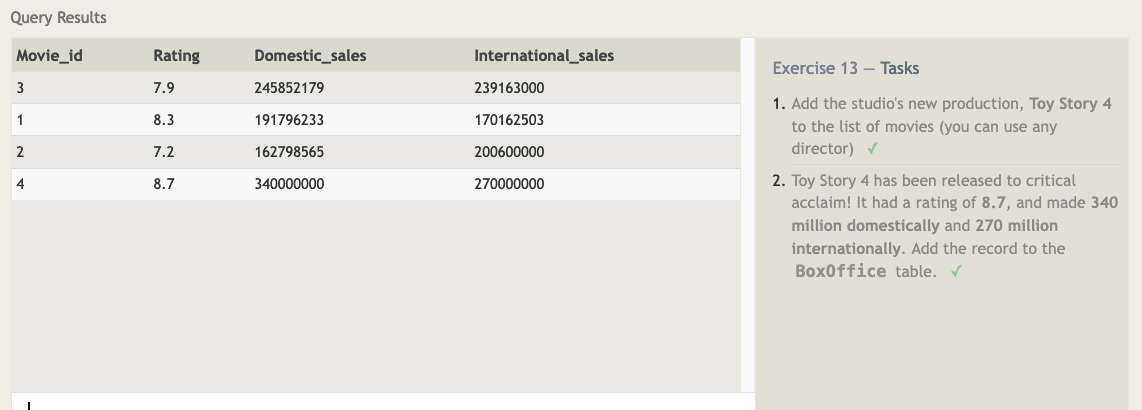 Query Results
Movie_id Rating Domestic_sales International_sales
3 7.9 245852179 239163000
1 8.3 191796233 170162503
2 7.2 162798565 200600000
4 8.7 340000000 270000000
Exercise 13 — Tasks
1. Add the studio's new production, Toy Story 4
to the list of movies (you can use any
director) ✓
2. Toy Story 4 has been released to critical
acclaim! It had a rating of 8.7, and made 340
million domestically and 270 million
internationally. Add the record to the
BoxOffice table. ✓